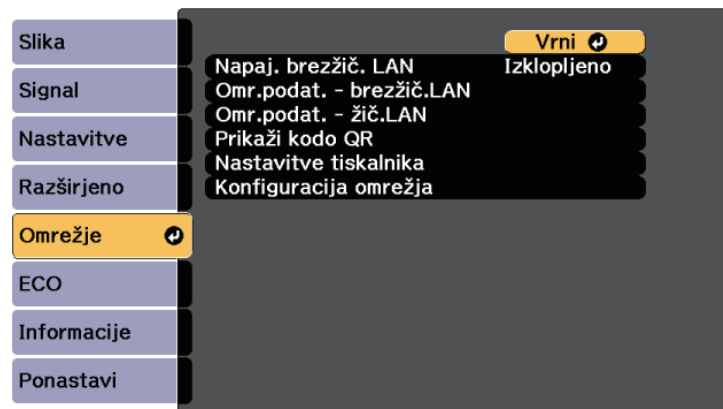 Slika
Signal
Nastavitve
Razširjeno
Omrežje
ECO
Informacije
Ponastavi
Vrni
Napaj. brezžič. LAN Izklopljeno
Omr.podat. - brezžič.LAN
Omr.podat. - žič.LAN
Prikaži kodo QR
Nastavitve tiskalnika
Konfiguracija omrežja